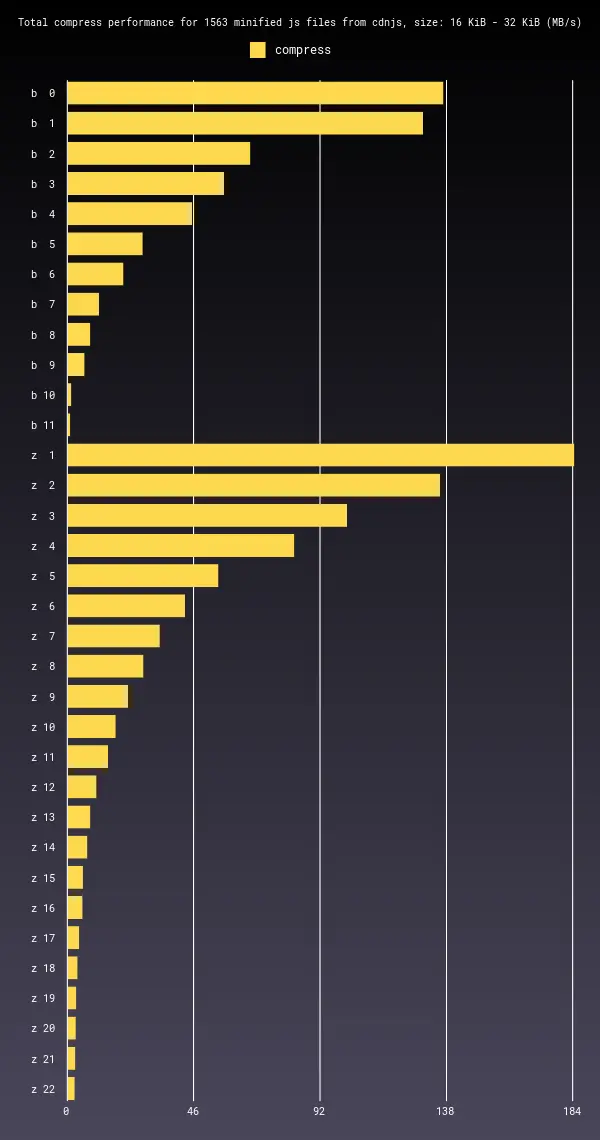 Total compress performance for 1563 minified js files from cdnjs, size: 16 KiB - 32 KiB (MB/s)
compress
b 0
b 1
b 2
b 3
b 4
b 5
b 6
b 7
b 8
b 9
b 10
b 11
z 1
z 2
z 3
z 4
z 5
z 6
z 7
z 8
z 9
z 10
z 11
z 12
z 13
z 14
z 15
z 16
z 17
z 18
z 19
z 20
z 21
z 22
0 46 92 138 184